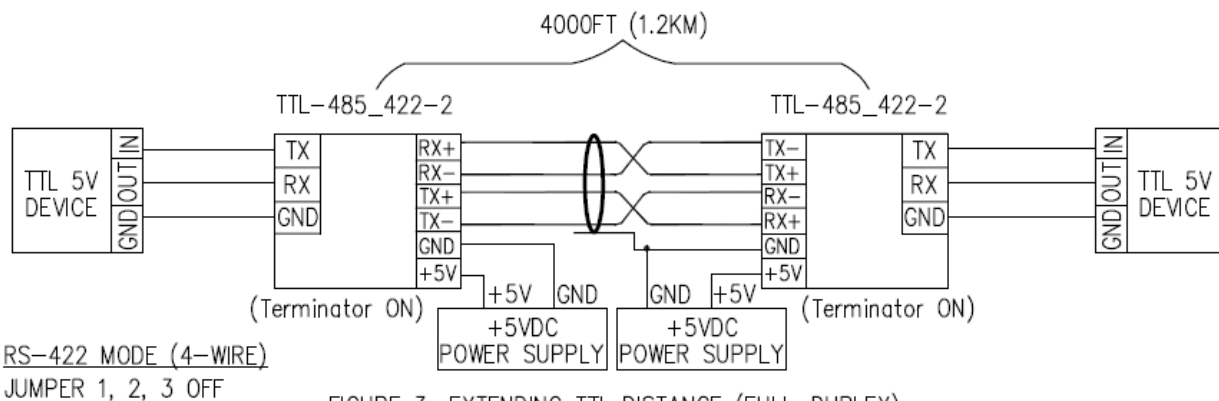 4000FT (1.2KM)
TTL-485_422-2
TTL-485_422-2
TTL 5V
DEVICE
IN
OUT
GND
TX
RX
GND
RX+
RX-
TX+
TX-
GND
+5V
TX-
TX+
RX-
RX+
GND
+5V
TX
RX
GND
IN
OUT
GND
TTL 5V
DEVICE
(Terminator ON)
+5V
GND
+5VDC
POWER SUPPLY
GND
+5V
+5VDC
POWER SUPPLY
(Terminator ON)
RS-422 MODE (4-WIRE)
JUMPER 1, 2, 3 OFF